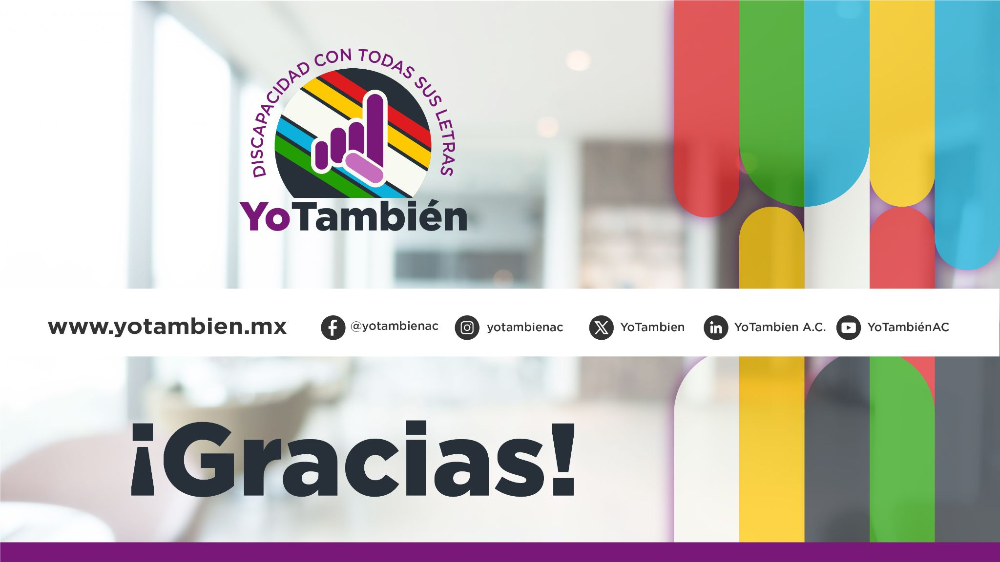 DISCAPACIDAD CON TODAS SUS LETRAS
YoTambién
www.yotambien.mx @yotambienac yotambienac YoTambien YoTambien A.C. YoTambiénAC
¡Gracias!